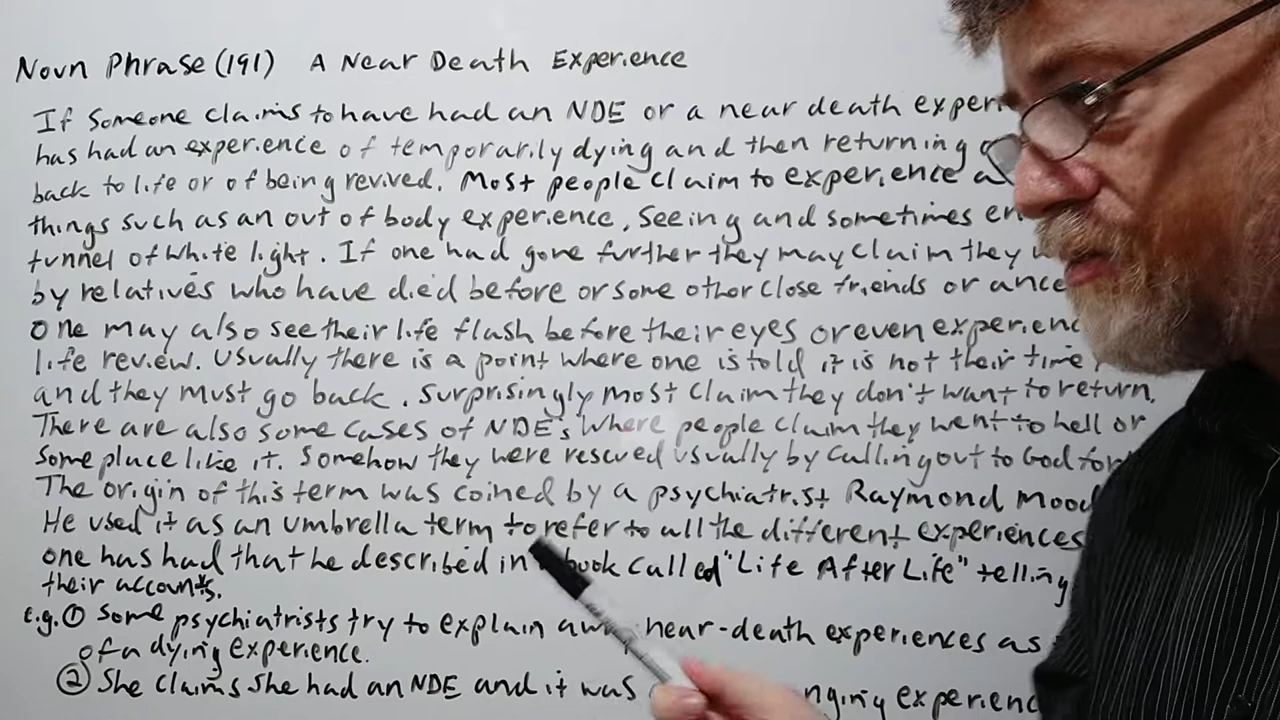 Noun Phrase (191) A Near Death Experience
If someone claims to have had an NDE or a near death
has had an experience of temporarily dying and then returning
back to life or of being revived. Most people claim to experience
things such as an out of body experience, seeing and sometimes
tunnel of white light. If one had gone further they may claim they
by relatives who have died before or some other close friends or
One may also see their life flash before their eyes or even
life review. Usually there is a point where one is told it is not their time
and they must go back. Surprisingly most claim they don't want to return.
There are also some cases of NDE's where people claim they went to hell or
some place like it. Somehow they were rescued usually by calling out to God
The origin of this term was coined by a psychiatrist Raymond
He used it as an umbrella term to refer to all the different experiences
one has had that he described in book called "Life After Life" telling
their accounts.
E.g. ① Some psychiatrists try to explain near-death experiences as
of a dying experience.
② She claims she had an NDE and it was